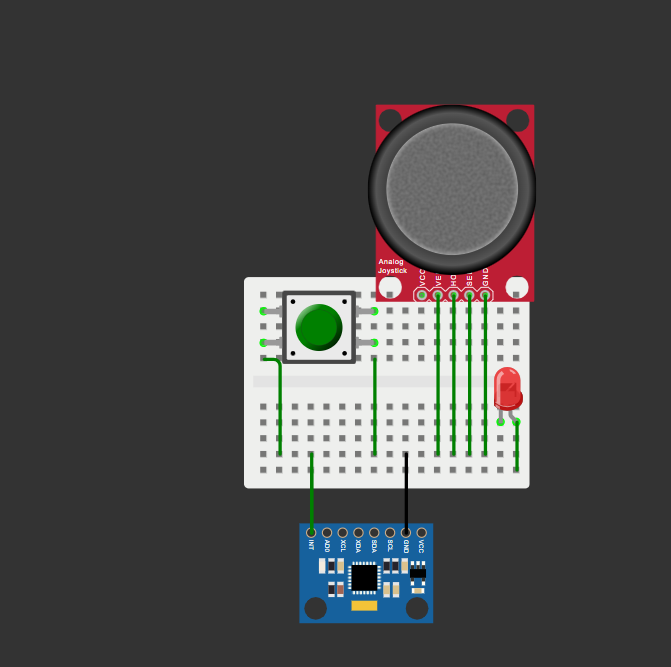 Analog
Joystick
VCC
VE
HO
SE
GND
INT
AD0
XCL
XDA
SDA
SCL
GND
VCC